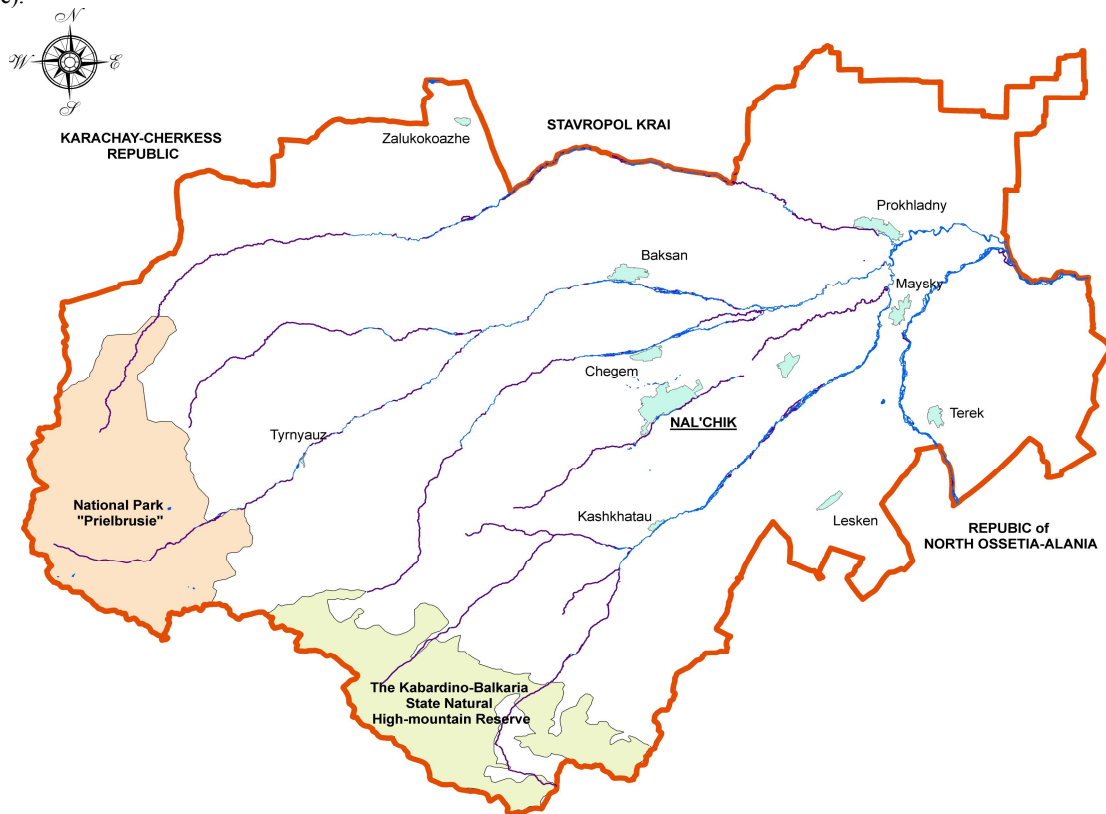 c).
N
W
E
S
Zalukokoazhe
KARACHAY-CHERKESS
REPUBLIC
STAVROPOL KRAI
Prokhladny
Baksan
Maysky
Chegem
NAL'CHIK
Terek
Tyrnyauz
National Park
"Prielbrusie"
Kashkhatau
Lesken
REPUBIC of
NORTH OSSETIA-ALANIA
The Kabardino-Balkaria
State Natural
High-mountain Reserve